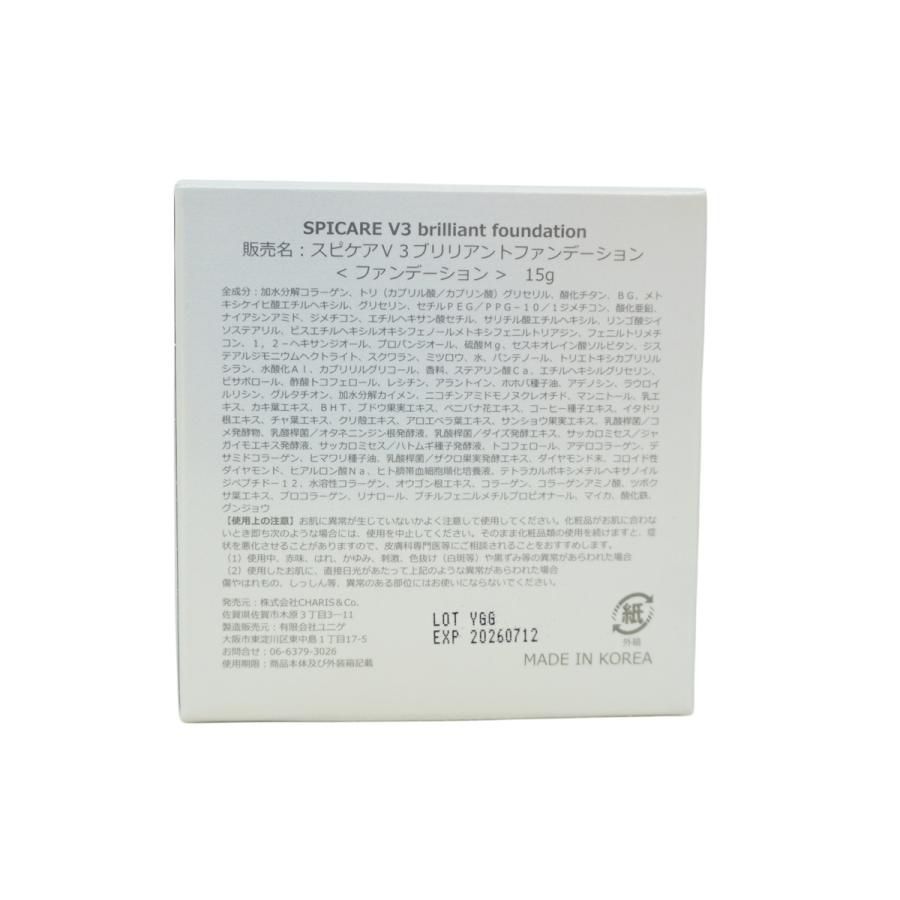 SPICARE V3 brilliant foundation
販売名：スピケアＶ３ブリリアントファンデーション
＜ファンデーション＞ 15g
全成分：加水分解コラーゲン、トリ（カプリル酸／カプリン酸）グリセリル、酸化チタン、ＢＧ、メト
キシケイヒ酸エチルヘキシル、グリセリン、セチルＰＥＧ／ＰＰＧ－10／１ジメチコン、酸化亜鉛、
ナイアシンアミド、ジメチコン、エチルヘキサン酸セチル、サリチル酸エチルヘキシル、リンゴ酸ジイ
ソステアリル、ビスエチルヘキシルオキシフェノールメトキシフェニルトリアジン、フェニルトリメチ
コン、１，２－ヘキサンジオール、プロパンジオール、硫酸Mg、セスキオレイン酸ソルビタン、ジス
テアルジモニウムヘクトライト、スクワラン、ミツロウ、水、パンテノール、トリエトキシカプリリル
シラン、水酸化Ａｌ、カプリリルグリコール、香料、ステアリン酸Ｃａ、エチルヘキシルグリセリン、
ビサボロール、酢酸トコフェロール、レシチン、アラントイン、ホホバ種子油、アデノシン、ラウロイ
ルリシン、グルタチオン、加水分解カイメン、ニコチンアミドモノヌクレオチド、マンニトール、乳エ
キス、カキ葉エキス、ＢＨＴ、ブドウ果実エキス、ベニバナ花エキス、コーヒー種子エキス、イタドリ
根エキス、チャ葉エキス、クリ殻エキス、アロエベラ葉エキス、サンショウ果実エキス、乳酸桿菌／コ
メ発酵物、乳酸桿菌／オタネニンジン根発酵液、乳酸桿菌／ダイズ発酵エキス、サッカロミセス／ジャ
ガイモエキス発酵液、サッカロミセス／ハトムギ種子発酵液、トコフェロール、アテロコラーゲン、デ
サミドコラーゲン、ヒマワリ種子油、乳酸桿菌／ザクロ果実発酵エキス、ダイヤモンド末、コロイド性ダ
イヤモンド、ヒアルロン酸Ｎａ、ヒト臍帯血細胞順化培養液、テトラカルボキシメチルヘキサノイル
ジペプチド－12、水溶性コラーゲン、オウゴン根エキス、コラーゲン、コラーゲンアミノ酸、ツボク
サ葉エキス、プロコラーゲン、リナロール、ブチルフェニルメチルプロピオナール、マイカ、酸化鉄、
グンジョウ
【使用上の注意】お肌に異常が生じていないかよく注意して使用してください。化粧品がお肌に合わな
いとき即ち次のような場合には、使用を中止してください。そのまま化粧品類の使用を続けますと、症
状を悪化させることがありますので、皮膚科専門医等にご相談されることをおすすめします。
（1）使用中、赤味、はれ、かゆみ、刺激、色抜け（白斑等）や黒ずみ等の異常があらわれた場合
（2）使用したお肌に、直接日光があたって上記のような異常があらわれた場合
傷やはれもの、しっしん等、異常のある部位にはお使いにならないでください。
発売元：株式会社CHARIS＆Co.
佐賀県佐賀市木原３丁目3－11
製造販売元：有限会社ユニゲ
大阪市東淀川区東中島１丁目17-5
お問合せ：06-6379-3026
使用期限：商品本体及び外装箱記載
LOT YGG
EXP 20260712
紙
外箱
MADE IN KOREA